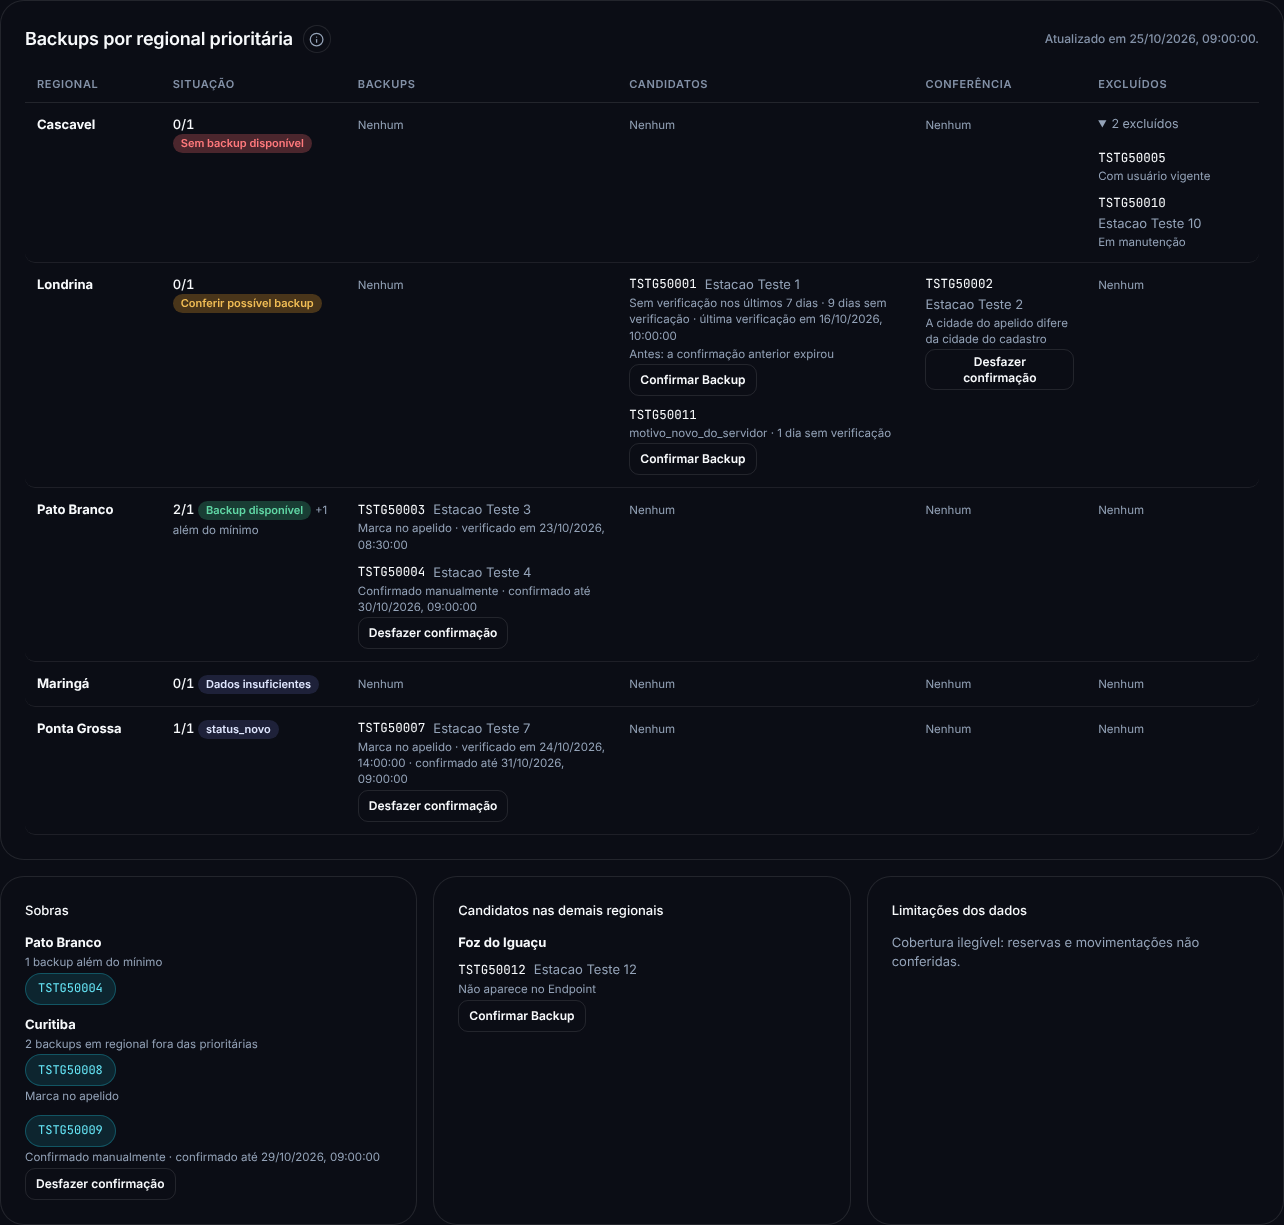 Backups por regional prioritária
Atualizado em 25/10/2026, 09:00:00.
REGIONAL SITUAÇÃO BACKUPS CANDIDATOS CONFERÊNCIA EXCLUÍDOS
Cascavel
0/1
Sem backup disponível
Nenhum
Nenhum
Nenhum
▼ 2 excluídos
TSTG50005
Com usuário vigente
TSTG50010
Estacao Teste 10
Em manutenção
Londrina
0/1
Conferir possível backup
Nenhum
TSTG50001 Estacao Teste 1
Sem verificação nos últimos 7 dias · 9 dias sem
verificação · última verificação em 16/10/2026,
10:00:00
Antes: a confirmação anterior expirou
Confirmar Backup
TSTG50011
motivo_novo_do_servidor · 1 dia sem verificação
Confirmar Backup
TSTG50002
Estacao Teste 2
A cidade do apelido difere
da cidade do cadastro
Desfazer
confirmação
Nenhum
Pato Branco
2/1 Backup disponível +1
além do mínimo
TSTG50003 Estacao Teste 3
Marca no apelido · verificado em 23/10/2026,
08:30:00
TSTG50004 Estacao Teste 4
Confirmado manualmente · confirmado até
30/10/2026, 09:00:00
Desfazer confirmação
Nenhum
Nenhum
Nenhum
Maringá
0/1 Dados insuficientes
Nenhum
Nenhum
Nenhum
Nenhum
Ponta Grossa
1/1 status_novo
TSTG50007 Estacao Teste 7
Marca no apelido · verificado em 24/10/2026,
14:00:00 · confirmado até 31/10/2026,
09:00:00
Desfazer confirmação
Nenhum
Nenhum
Nenhum
Sobras
Pato Branco
1 backup além do mínimo
TSTG50004
Curitiba
2 backups em regional fora das prioritárias
TSTG50008
Marca no apelido
TSTG50009
Confirmado manualmente · confirmado até 29/10/2026, 09:00:00
Desfazer confirmação
Candidatos nas demais regionais
Foz do Iguaçu
TSTG50012 Estacao Teste 12
Não aparece no Endpoint
Confirmar Backup
Limitações dos dados
Cobertura ilegível: reservas e movimentações não
conferidas.